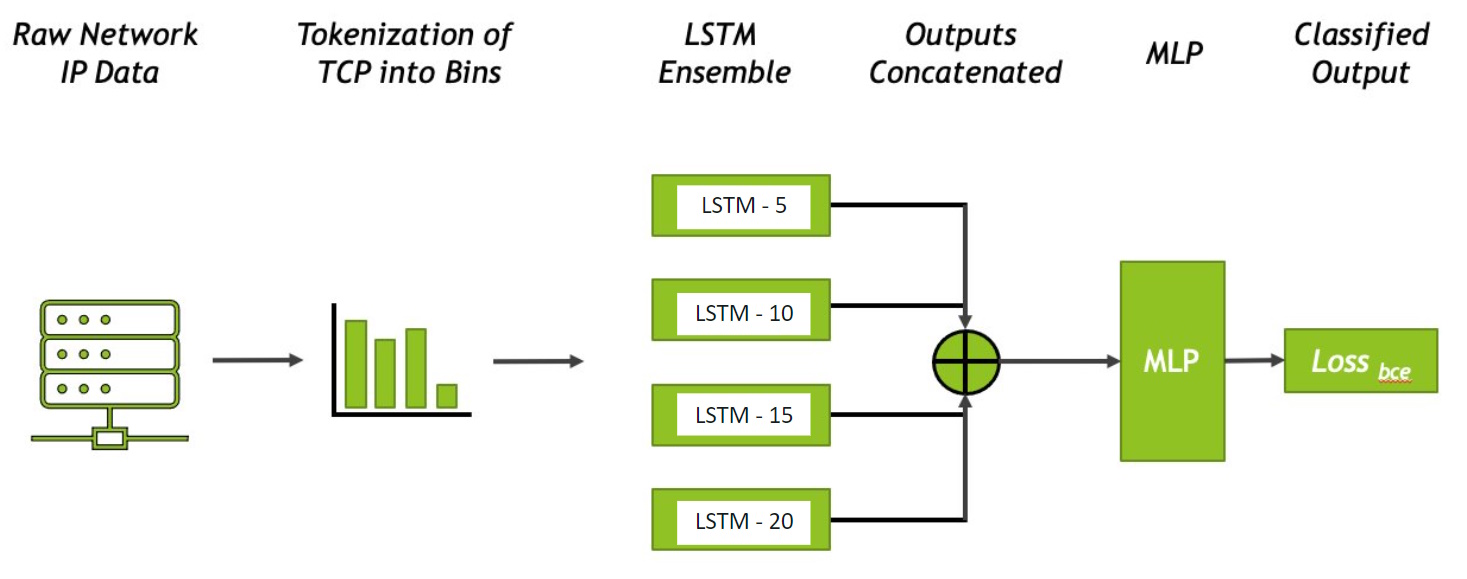 Raw Network
IP Data
Tokenization of
TCP into Bins
LSTM
Ensemble
Outputs
Concatenated
MLP
Classified
Output
LSTM - 5
LSTM - 10
LSTM - 15
LSTM - 20
MLP
Loss bce